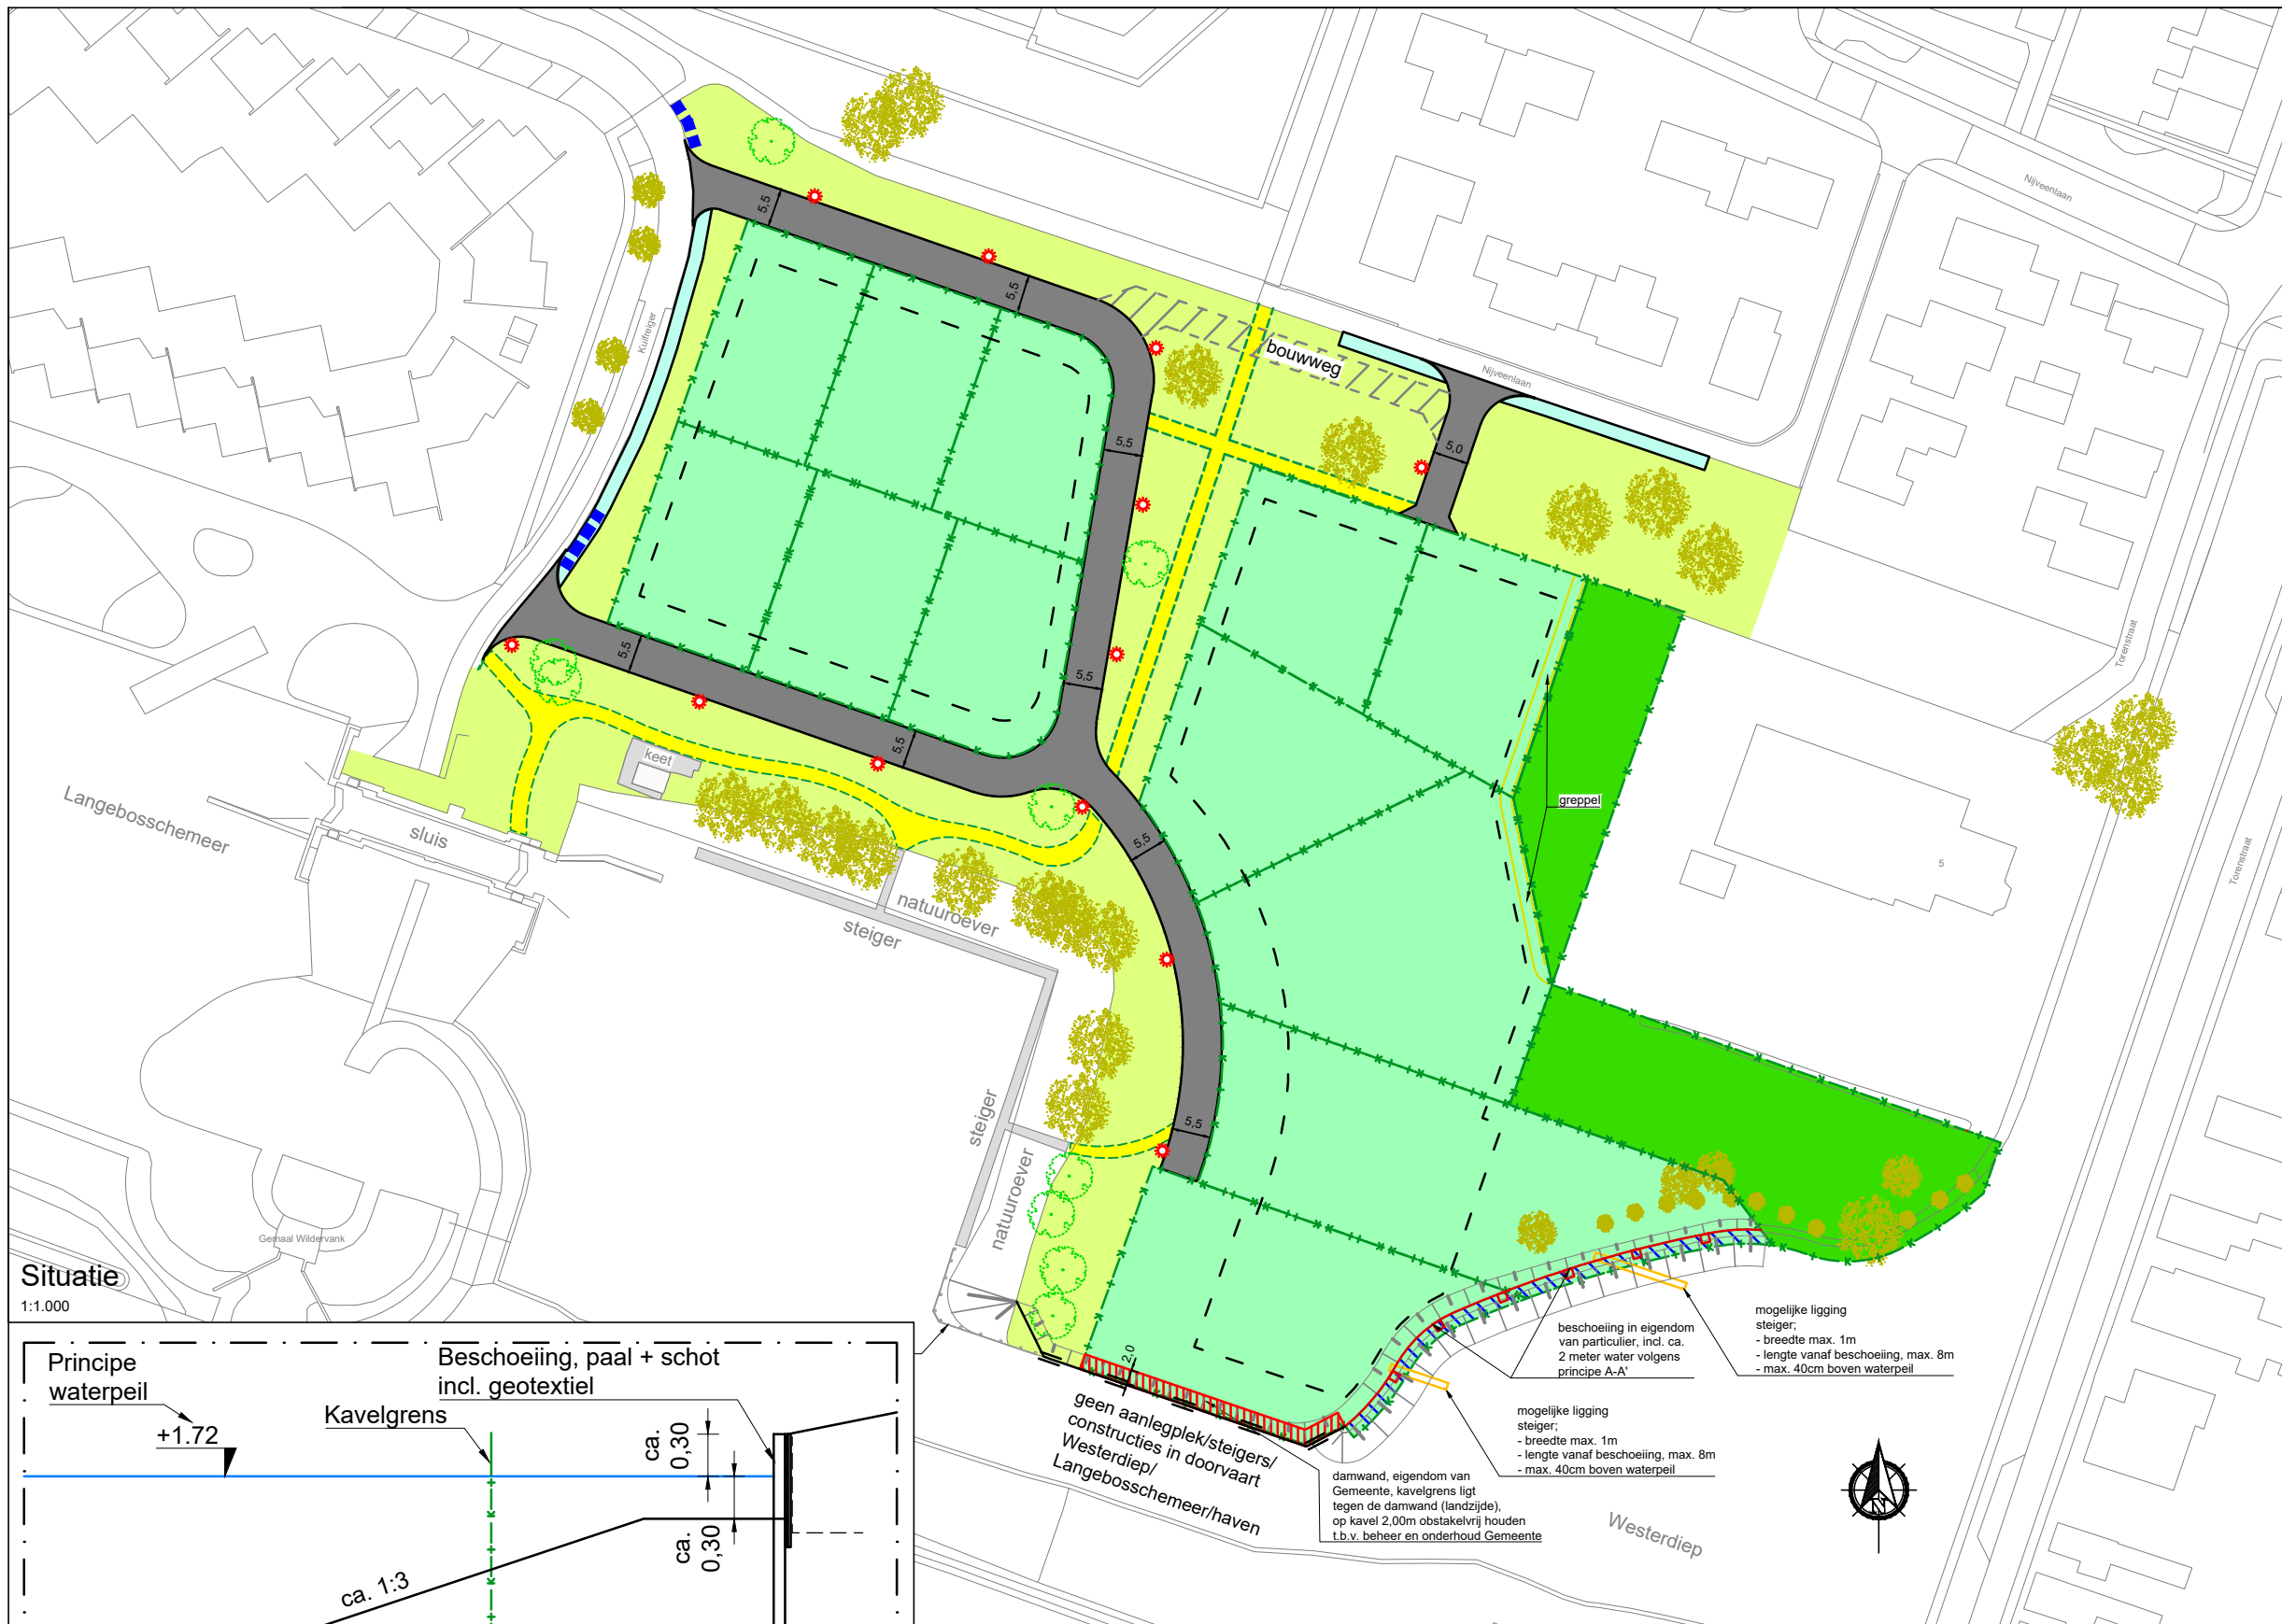 Nijveenlaan
5,5
5,5
Kuifreiger
bouwweg
Nijveenlaan
5,5
5,0
5,5
5,5
5,5
keet
Torenstraat
greppel
Langebosschemeer
sluis
5,5
5
Torenstraat
natuuroever
steiger
steiger
5,5
natuuroever
Gemaal Wildervank
Situatie
1:1.000
mogelijke ligging
steiger;
- breedte max. 1m
- lengte vanaf beschoeiing, max. 8m
- max. 40cm boven waterpeil
beschoeiing in eigendom
van particulier, incl. ca.
2 meter water volgens
principe A-A'
2,0
geen aanlegplek/steigers/
constructies in doorvaart
Westerdiep/
Langebosschemeer/haven
mogelijke ligging
steiger;
- breedte max. 1m
- lengte vanaf beschoeiing, max. 8m
- max. 40cm boven waterpeil
damwand, eigendom van
Gemeente, kavelgrens ligt
tegen de damwand (landzijde),
op kavel 2,00m obstakelvrij houden
t.b.v. beheer en onderhoud Gemeente
Westerdiep
N
Principe
waterpeil
+1.72
Kavelgrens
Beschoeiing, paal + schot
incl. geotextiel
ca.
0,30
ca.
0,30
ca. 1:3